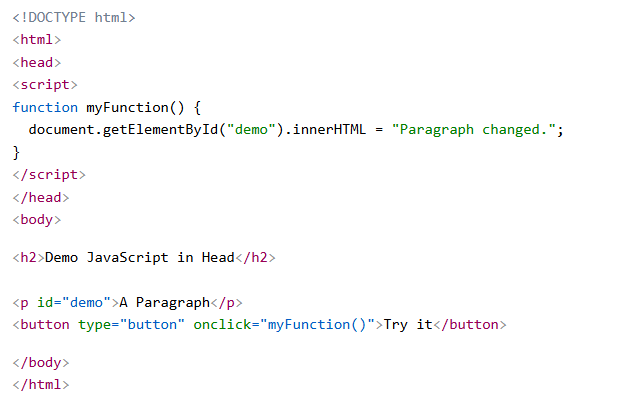 <!DOCTYPE html>
<html>
<head>
<script>
function myFunction() {
  document.getElementById("demo").innerHTML = "Paragraph changed.";
}
</script>
</head>
<body>
<h2>Demo JavaScript in Head</h2>
<p id="demo">A Paragraph</p>
<button type="button" onclick="myFunction()">Try it</button>
</body>
</html>